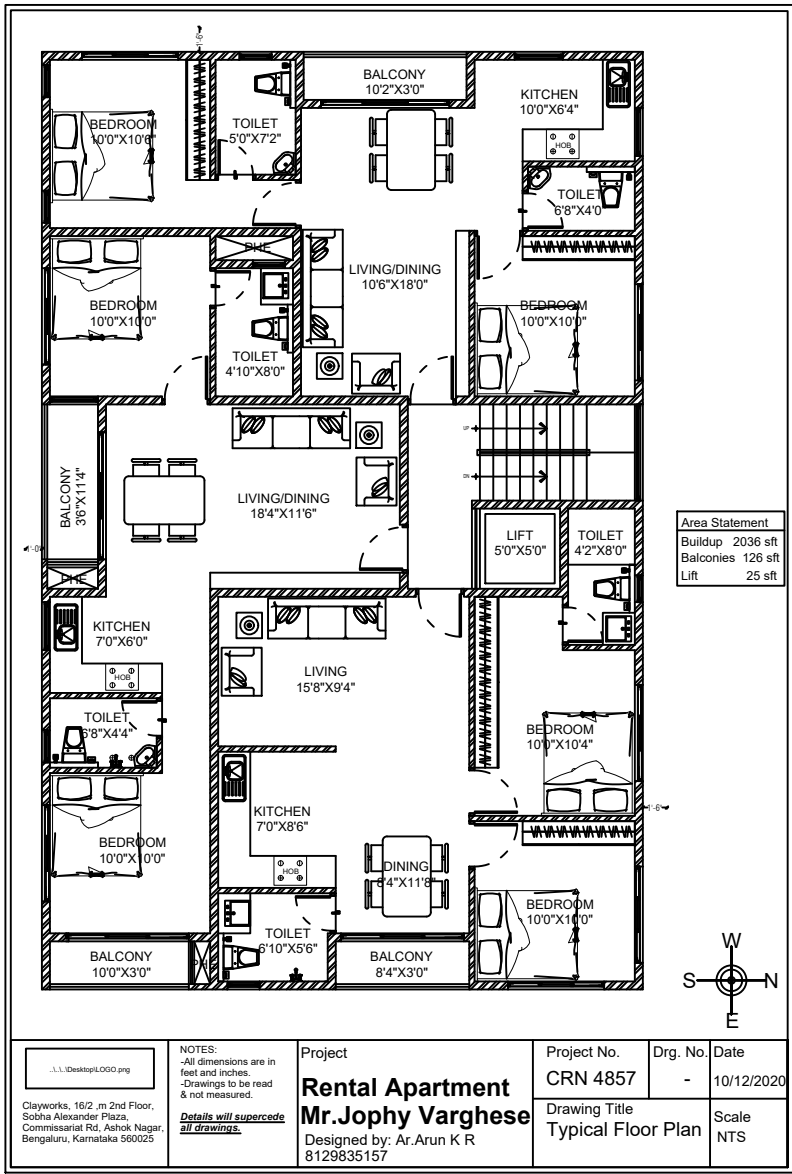 1'-6"
BALCONY
10'2"X3'0"
KITCHEN
10'0"X6'4"
BEDROOM
10'0"X10'6"
TOILET
5'0"X7'2"
HOB
TOILET
6'8"X4'0
PHE
LIVING/DINING
10'6"X18'0"
BEDROOM
10'0"X10'0"
BEDROOM
10'0"X10'0"
TOILET
4'10"X8'0"
UP
DN
BALCONY
3'6"X11'4"
LIVING/DINING
18'4"X11'6"
LIFT
5'0"X5'0"
TOILET
4'2"X8'0"
Area Statement
Buildup 2036 sft
Balconies 126 sft
Lift 25 sft
1'-0"
PHE
KITCHEN
7'0"X6'0"
HOB
LIVING
15'8"X9'4"
TOILET
6'8"X4'4"
BEDROOM
10'0"X10'4"
1'-6"
KITCHEN
7'0"X8'6"
BEDROOM
10'0"X10'0"
HOB
DINING
8'4"X11'8"
BEDROOM
10'0"X10'0"
TOILET
6'10"X5'6"
BALCONY
10'0"X3'0"
BALCONY
8'4"X3'0"
W
S N
E
..\..\..\Desktop\LOGO.png
Clayworks, 16/2 ,m 2nd Floor,
Sobha Alexander Plaza,
Commissariat Rd, Ashok Nagar,
Bengaluru, Karnataka 560025
NOTES:
-All dimensions are in
feet and inches.
-Drawings to be read
& not measured.
Details will supercede
all drawings.
Project
Rental Apartment
Mr.Jophy Varghese
Designed by: Ar.Arun K R
8129835157
Project No.
CRN 4857
Drg. No.
-
Date
10/12/2020
Drawing Title
Typical Floor Plan
Scale
NTS